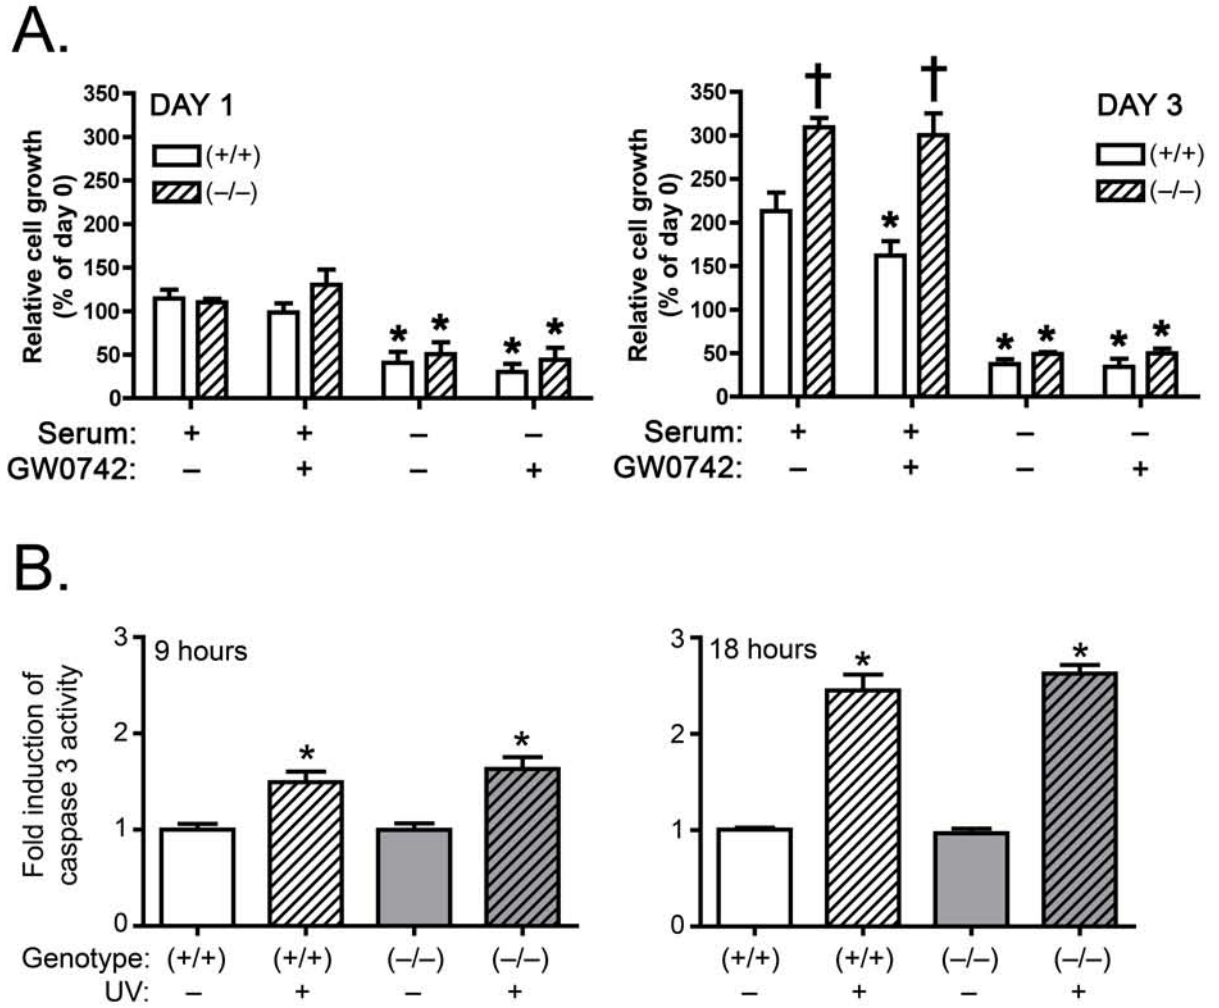 A.
Relative cell growth
(% of day 0)
350
300
250
200
150
100
50
0
DAY 1
(+/+)
(–/–)
* * * *
Serum: + + – –
GW0742: – + – +
Relative cell growth
(% of day 0)
350
300
250
200
150
100
50
0
DAY 3
(+/+)
(–/–)
† * † * * * *
Serum: + + – –
GW0742: – + – +
B.
Fold induction of
caspase 3 activity
3
2
1
0
9 hours
* *
Genotype: (+/+) (+/+) (–/–) (–/–)
UV: – + – +
3
2
1
0
18 hours
* *
(+/+) (+/+) (–/–) (–/–)
– + – +